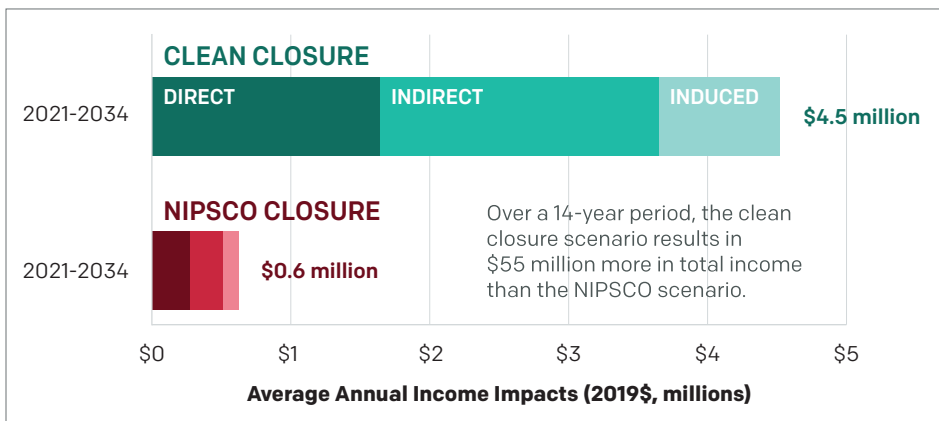 CLEAN CLOSURE
2021-2034
DIRECT
INDIRECT
INDUCED
$4.5 million
NIPSCO CLOSURE
2021-2034
$0.6 million
Over a 14-year period, the clean
closure scenario results in
$55 million more in total income
than the NIPSCO scenario.
$0
$1
$2
$3
$4
$5
Average Annual Income Impacts (2019$, millions)